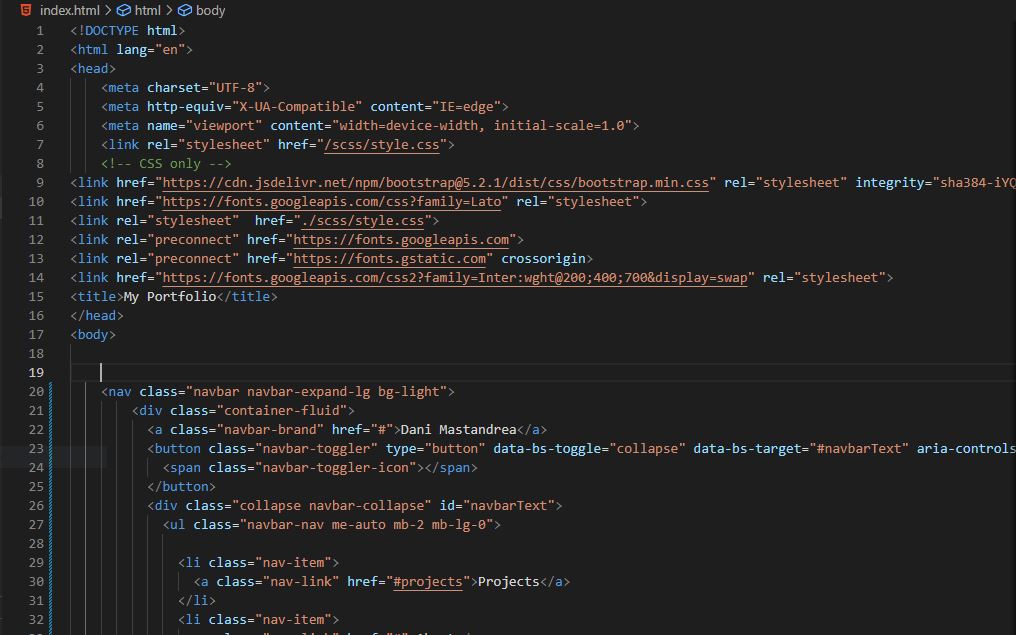 index.html > html > body
1 <!DOCTYPE html>
2 <html lang="en">
3 <head>
4 <meta charset="UTF-8">
5 <meta http-equiv="X-UA-Compatible" content="IE=edge">
6 <meta name="viewport" content="width=device-width, initial-scale=1.0">
7 <link rel="stylesheet" href="/scss/style.css">
8 <!-- CSS only -->
9 <link href="https://cdn.jsdelivr.net/npm/bootstrap@5.2.1/dist/css/bootstrap.min.css" rel="stylesheet" integrity="sha384-iYQ
10 <link href="https://fonts.googleapis.com/css?family=Lato" rel="stylesheet">
11 <link rel="stylesheet"  href="./scss/style.css">
12 <link rel="preconnect" href="https://fonts.googleapis.com">
13 <link rel="preconnect" href="https://fonts.gstatic.com" crossorigin>
14 <link href="https://fonts.googleapis.com/css2?family=Inter:wght@200;400;700&display=swap" rel="stylesheet">
15 <title>My Portfolio</title>
16 </head>
17 <body>
18
19
20 <nav class="navbar navbar-expand-lg bg-light">
21 <div class="container-fluid">
22 <a class="navbar-brand" href="#">Dani Mastandrea</a>
23 <button class="navbar-toggler" type="button" data-bs-toggle="collapse" data-bs-target="#navbarText" aria-controls
24 <span class="navbar-toggler-icon"></span>
25 </button>
26 <div class="collapse navbar-collapse" id="navbarText">
27 <ul class="navbar-nav me-auto mb-2 mb-lg-0">
28
29 <li class="nav-item">
30 <a class="nav-link" href="#projects">Projects</a>
31 </li>
32 <li class="nav-item">